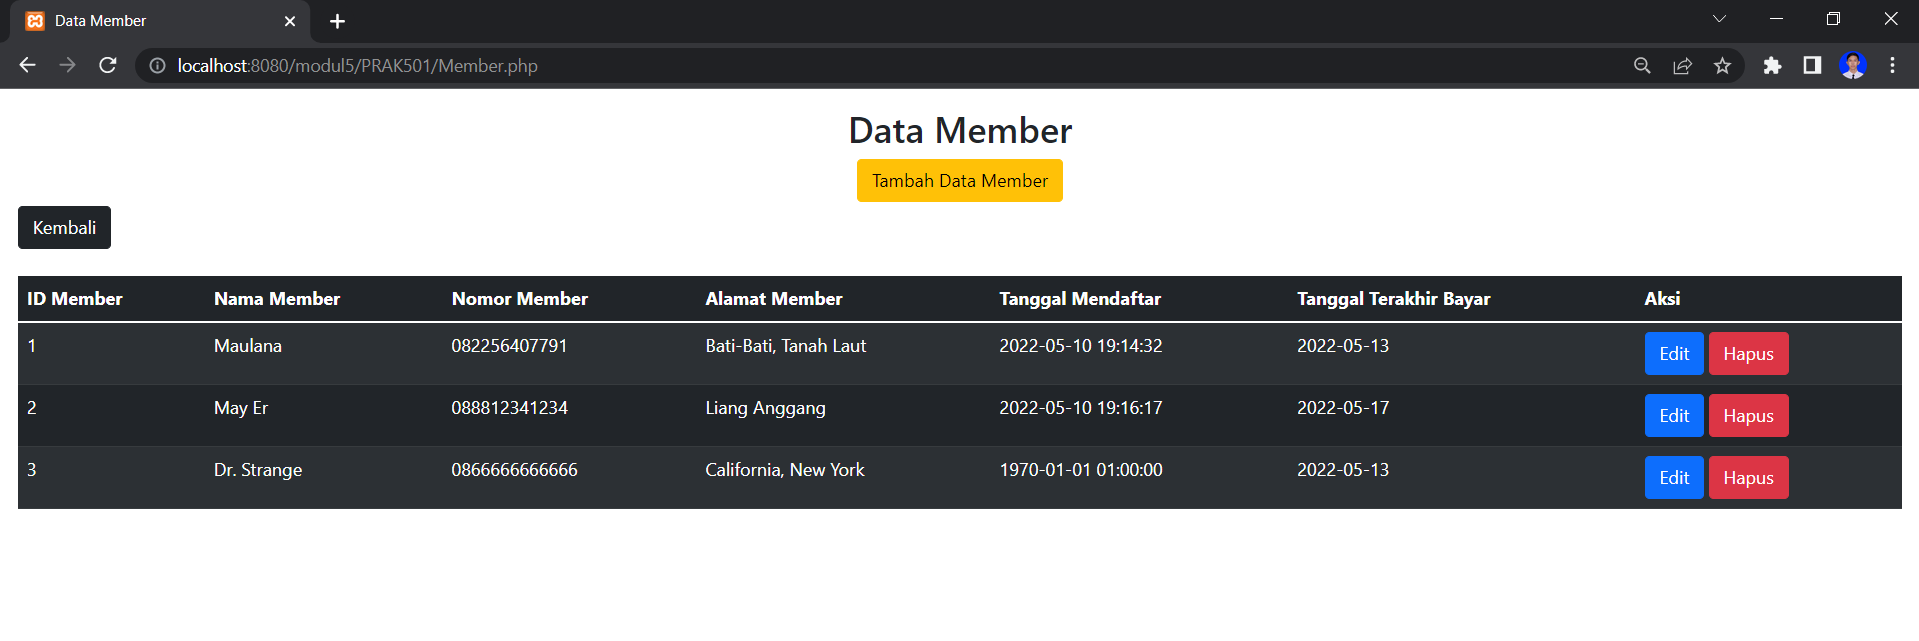 Data Member
localhost:8080/modul5/PRAK501/Member.php
Data Member
Tambah Data Member
Kembali
ID Member Nama Member Nomor Member Alamat Member Tanggal Mendaftar Tanggal Terakhir Bayar Aksi
1 Maulana 082256407791 Bati-Bati, Tanah Laut 2022-05-10 19:14:32 2022-05-13 Edit Hapus
2 May Er 088812341234 Liang Anggang 2022-05-10 19:16:17 2022-05-17 Edit Hapus
3 Dr. Strange 0866666666666 California, New York 1970-01-01 01:00:00 2022-05-13 Edit Hapus